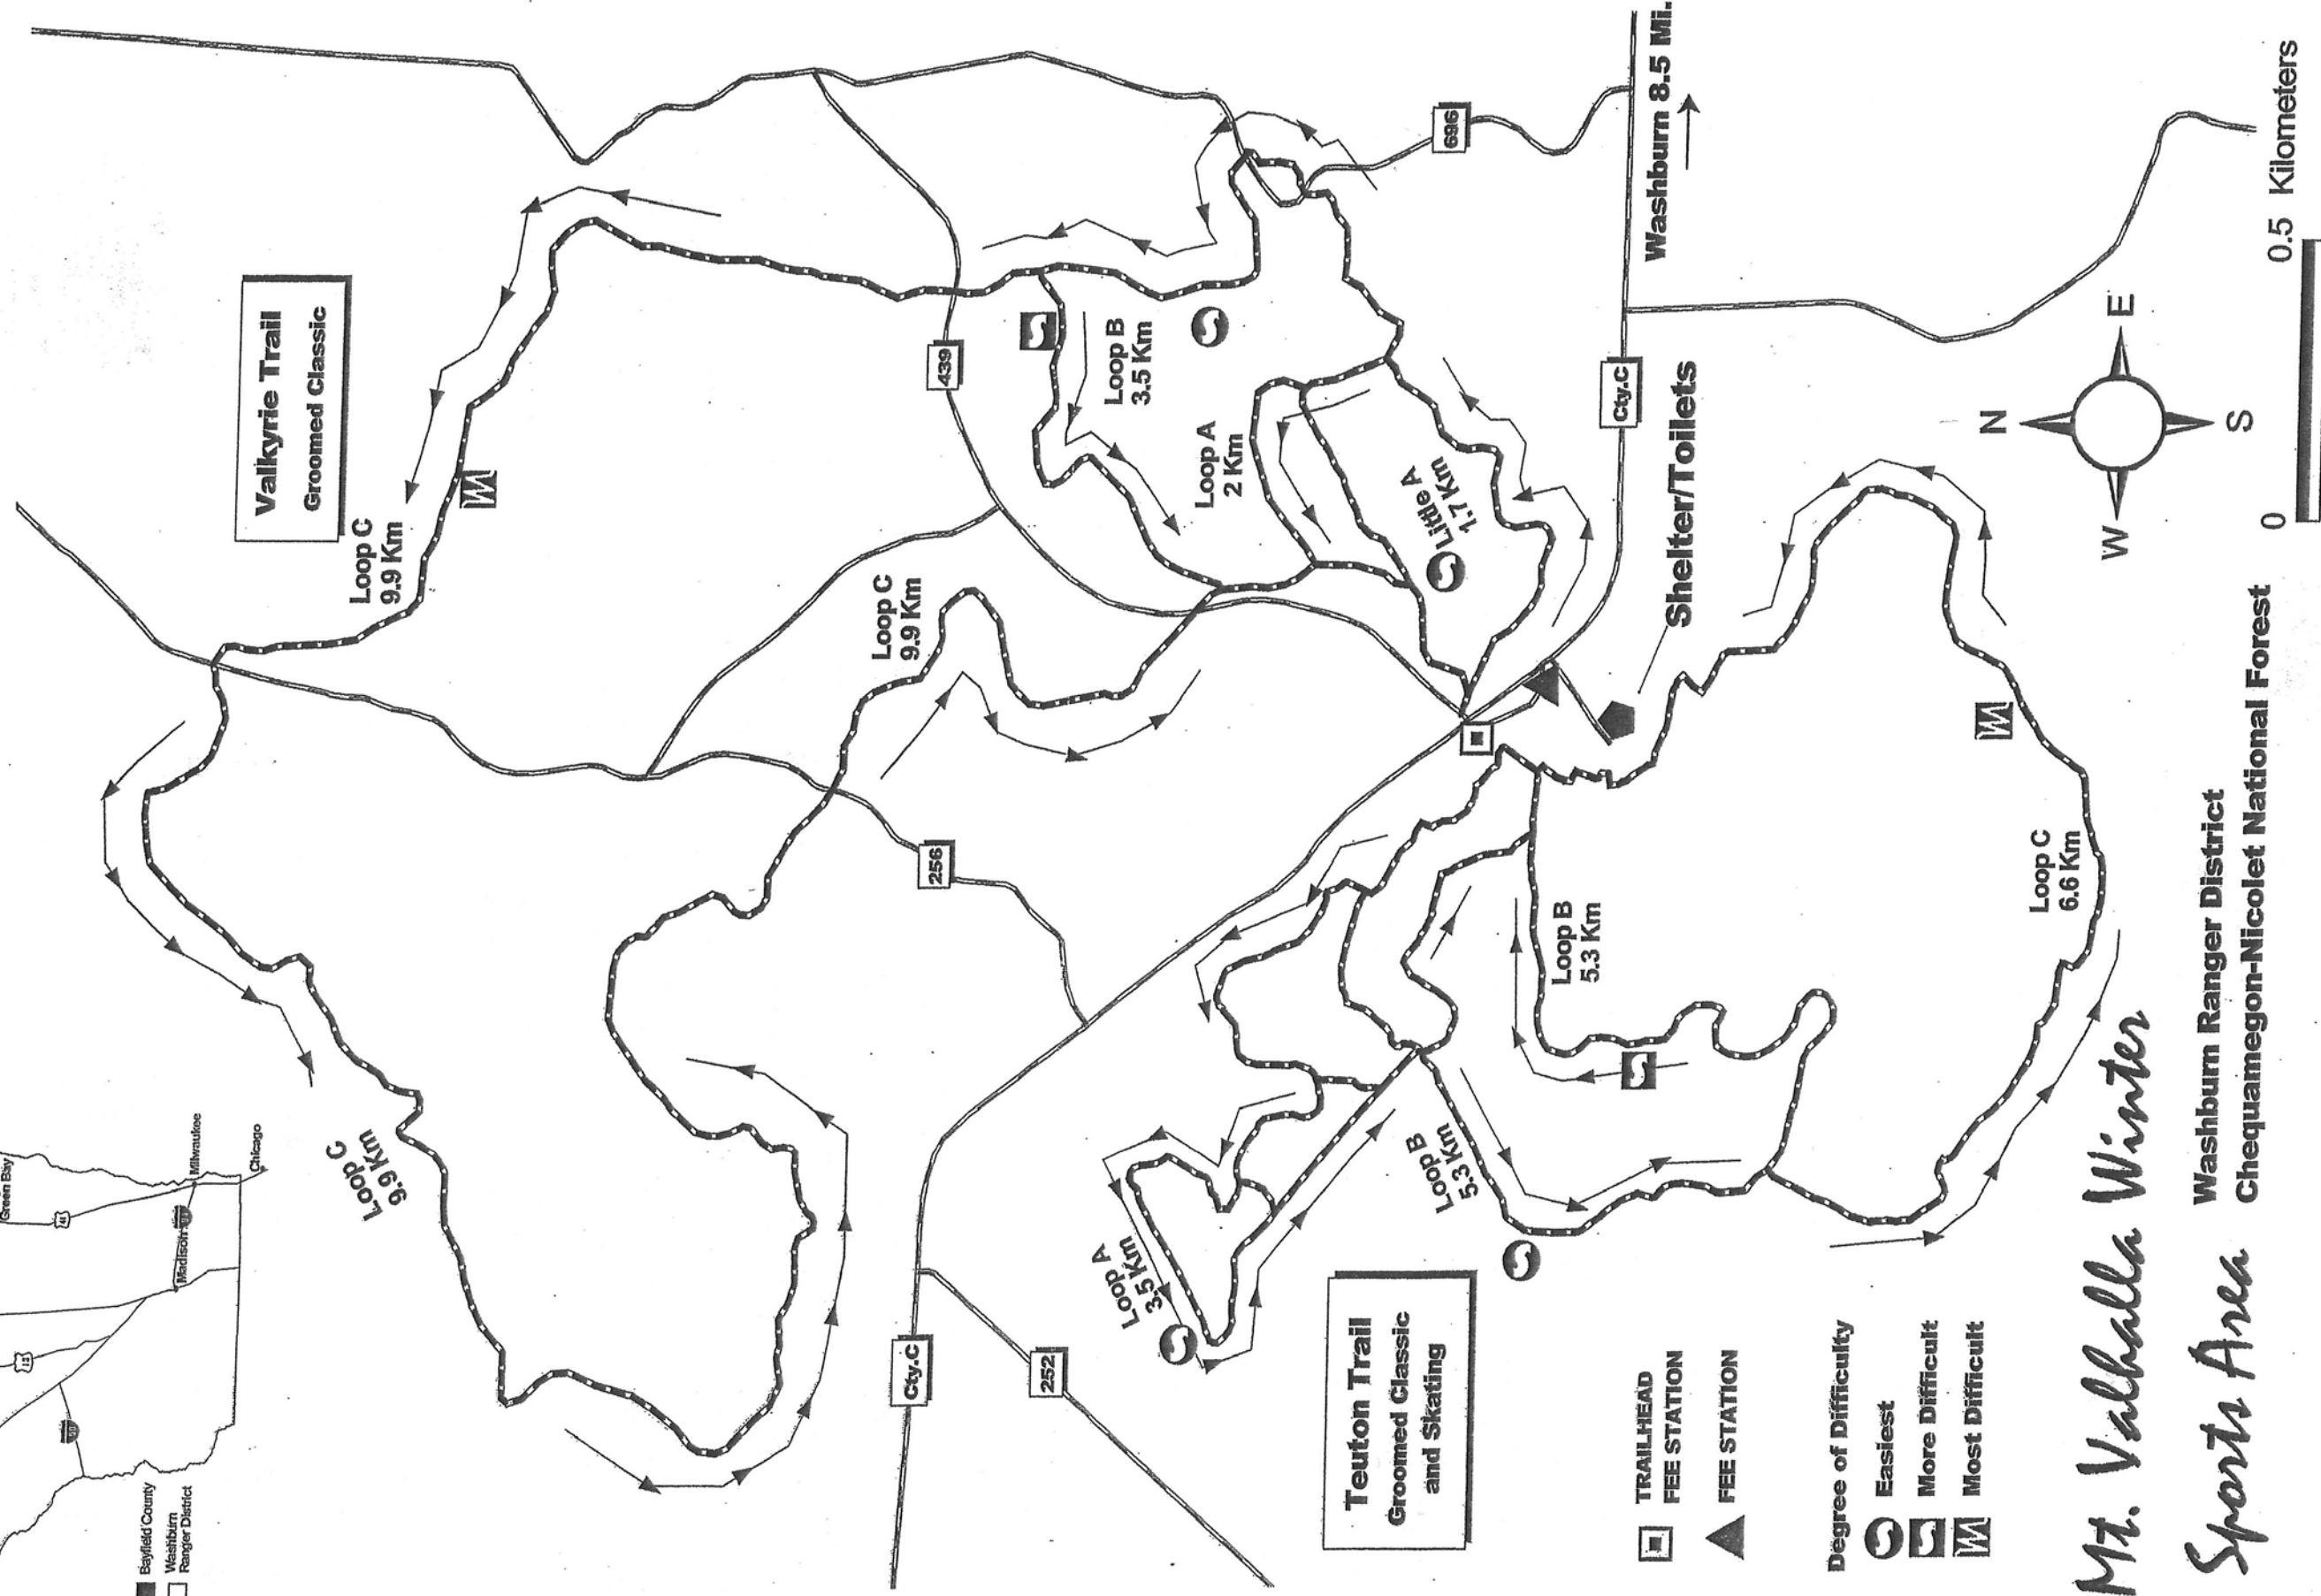 Green Bay
41
Milwaukee
Madison
Chicago
Bayfield County
Washburn
Ranger District
Valkyrie Trail
Groomed Classic
Loop C
9.9 Km
Loop C
9.9 Km
Loop C
9.9 Km
439
Loop B
3.5 Km
Loop A
2 Km
Little A
1.7 Km
696
Washburn 8.5 Mi.
Cty.C
Shelter/Toilets
256
Cty.C
252
Loop A
3.5 Km
Loop B
5.3 Km
Loop B
5.3 Km
Loop C
6.6 Km
Teuton Trail
Groomed Classic
and Skating
TRAILHEAD
FEE STATION
FEE STATION
Degree of Difficulty
Easiest
More Difficult
Most Difficult
N
W
E
S
0
0.5 Kilometers
Mt. Valhalla Winter
Sports Area
Washburn Ranger District
Chequamegon-Nicolet National Forest